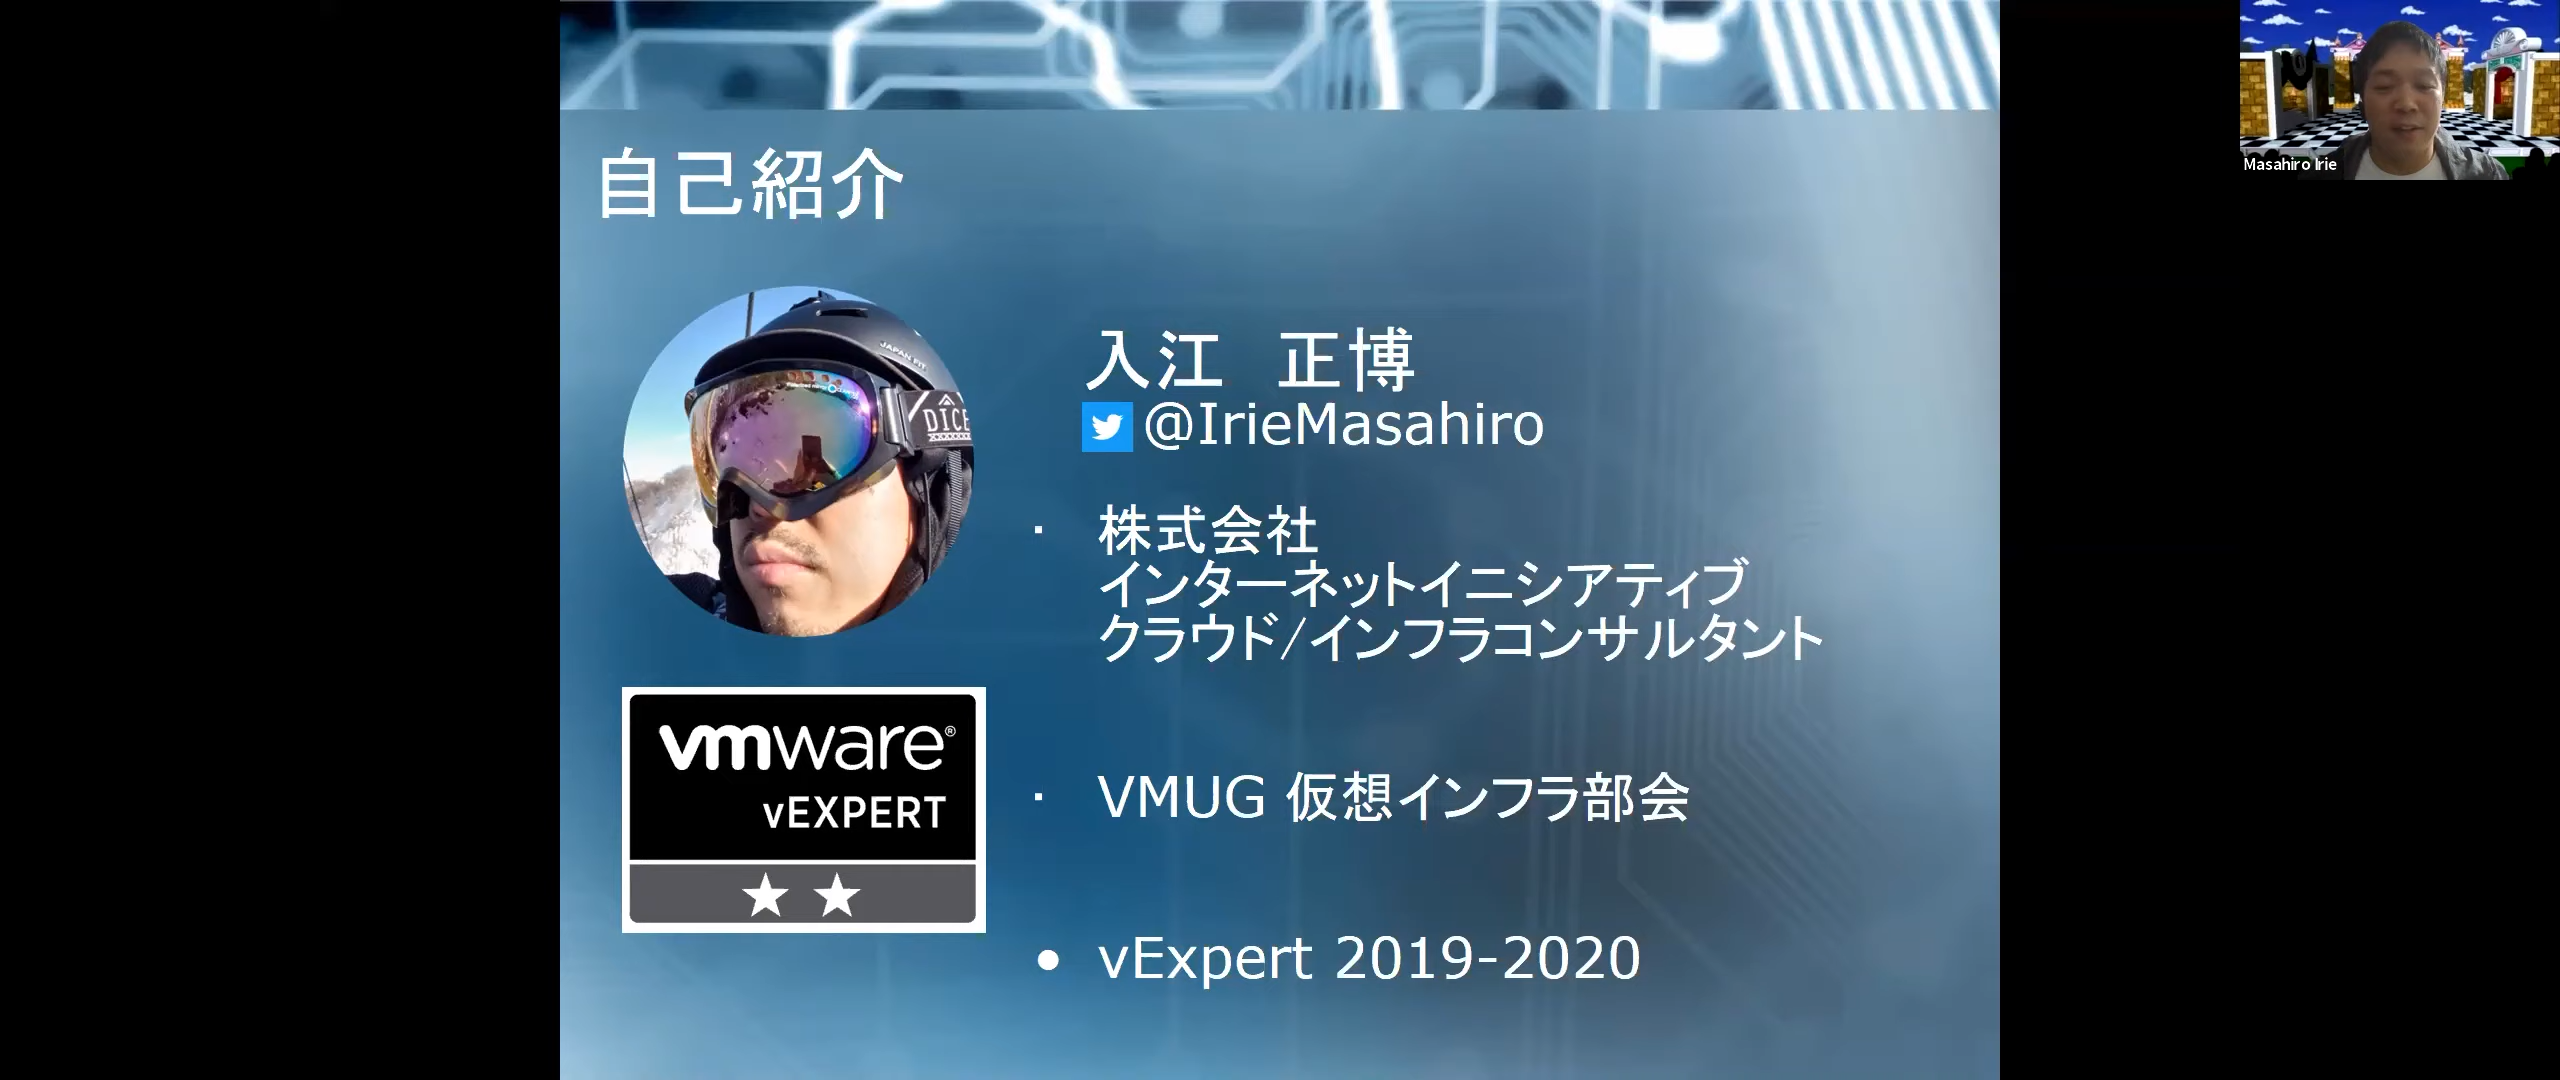 自己紹介
Masahiro Irie
JAPAN FIT
DICE
入江　正博
@IrieMasahiro
・ 株式会社
インターネットイニシアティブ
クラウド/インフラコンサルタント
vmware®
vEXPERT
・ VMUG 仮想インフラ部会
● vExpert 2019-2020